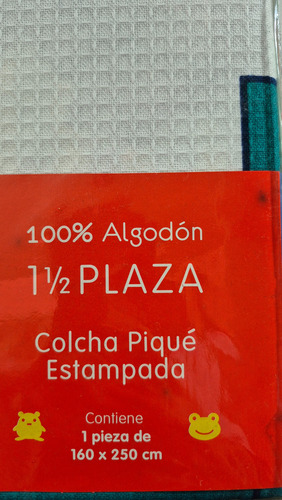 100% Algodón
1½ PLAZA
Colcha Piqué
Estampada
Contiene
1 pieza de
160 x 250 cm